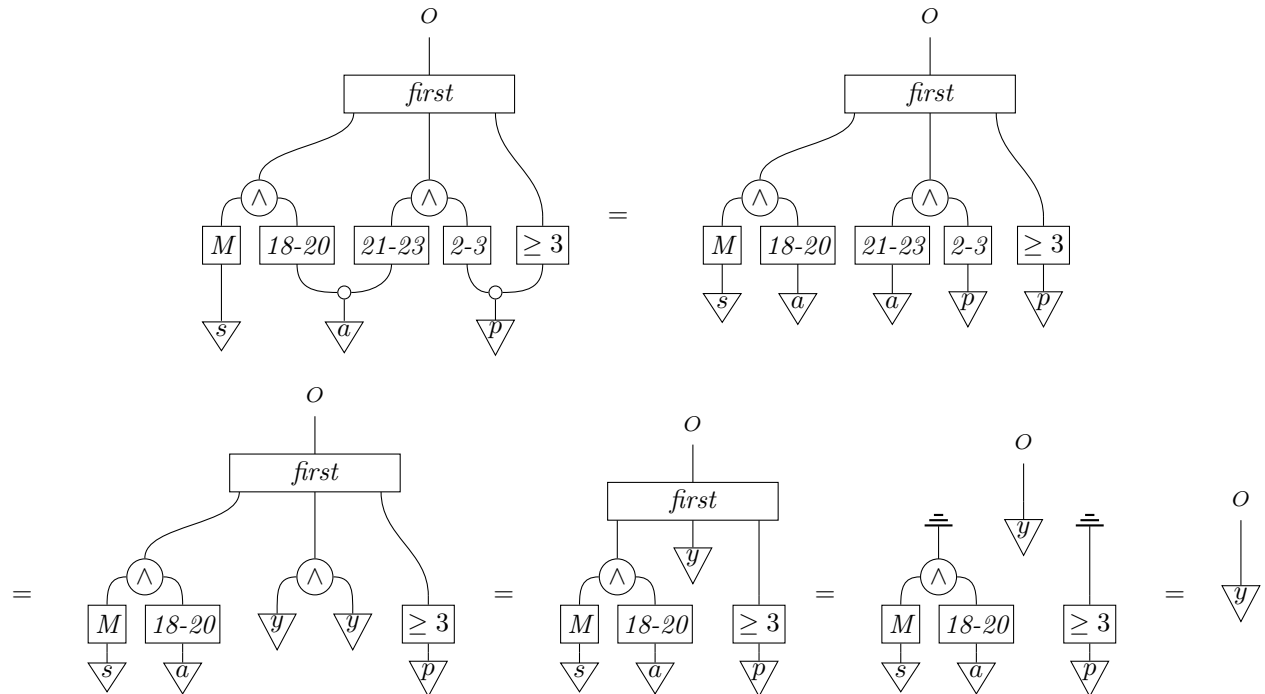 O O
first first
∧ ∧ = ∧ ∧
M 18-20 21-23 2-3 ≥ 3 M 18-20 21-23 2-3 ≥ 3
s a p s a a p p
O
O
O
first O
first
y
y
= ∧ ∧ = ∧ = ∧ = y
M 18-20 y y ≥ 3 M 18-20 ≥ 3 M 18-20 ≥ 3
s a p s a p s a p